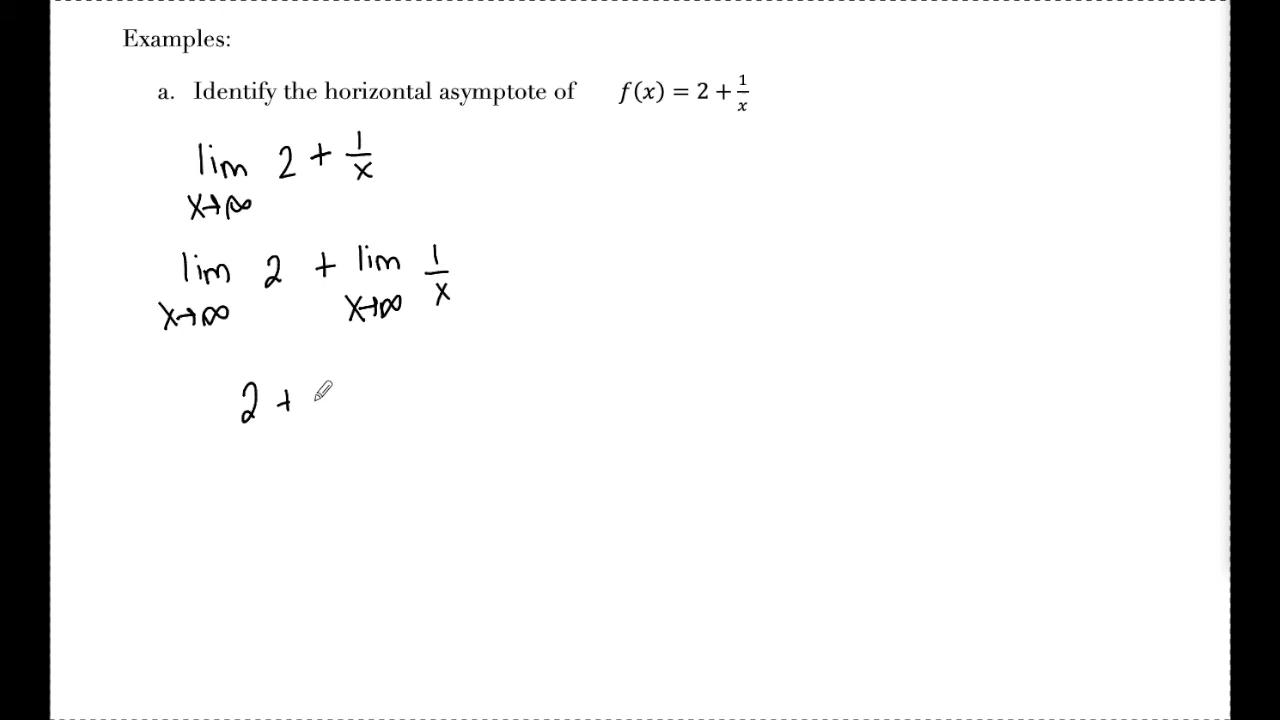 Examples:
a. Identify the horizontal asymptote of f(x) = 2 + 1/x
lim 2 + 1/x
x→∞
lim 2 + lim 1/x
x→∞ x→∞
2 +